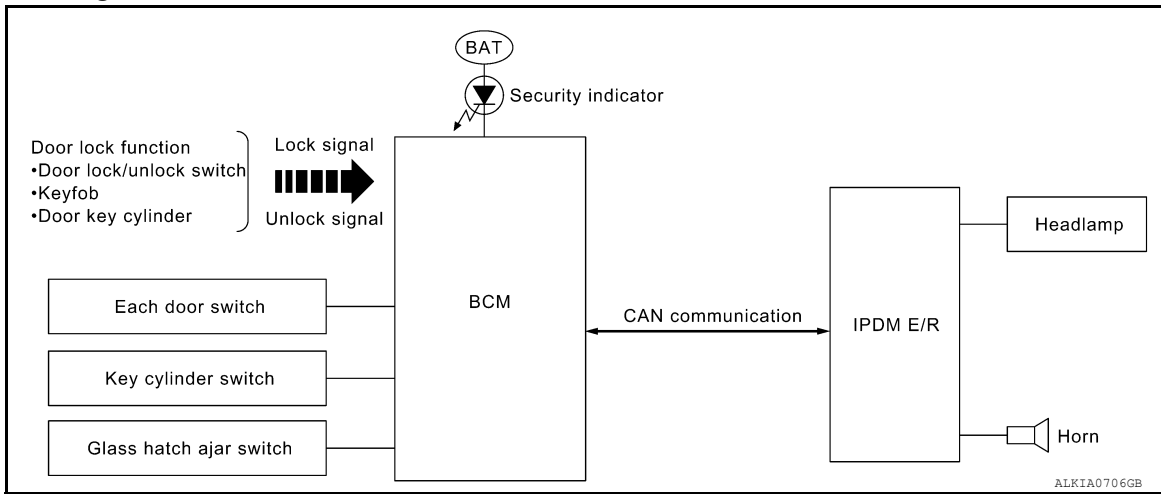 BAT
Security indicator
Door lock function
•Door lock/unlock switch
•Keyfob
•Door key cylinder
Lock signal
Unlock signal
Each door switch
Key cylinder switch
Glass hatch ajar switch
BCM
CAN communication
IPDM E/R
Headlamp
Horn
ALKIA0706GB